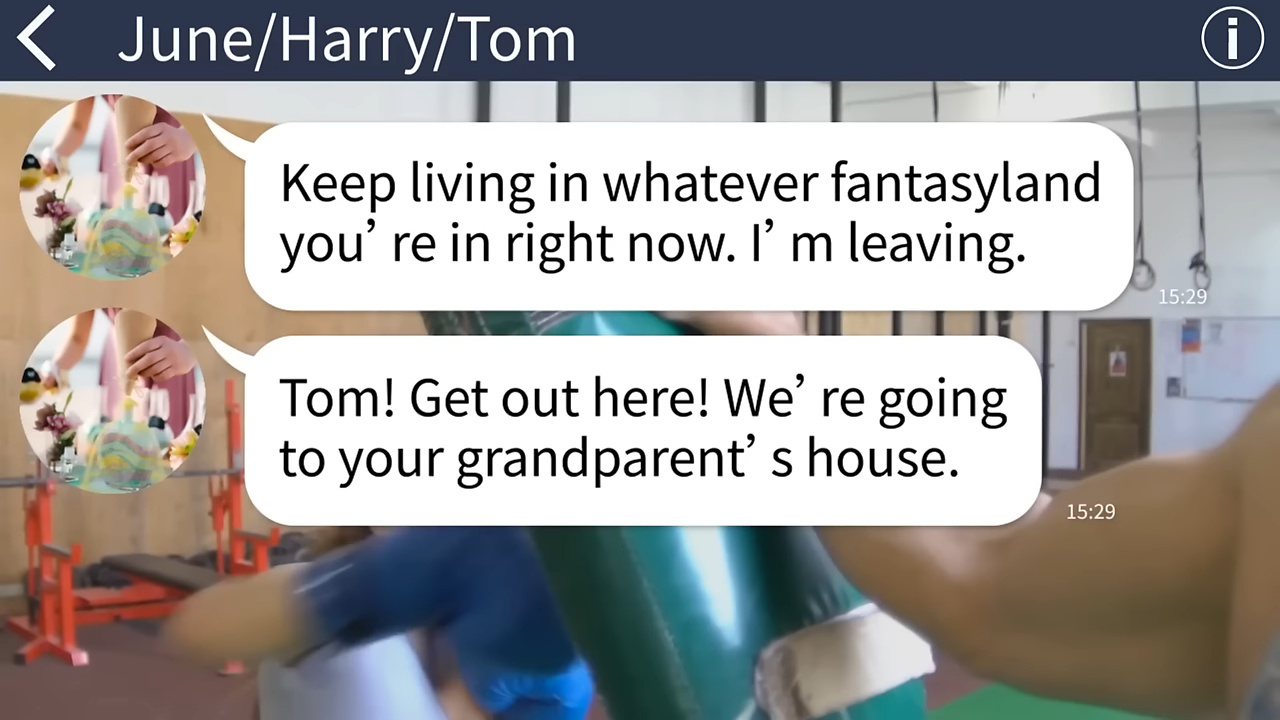 June/Harry/Tom
Keep living in whatever fantasyland
you’ re in right now. I’ m leaving.
15:29
Tom! Get out here! We’ re going
to your grandparent’ s house.
15:29